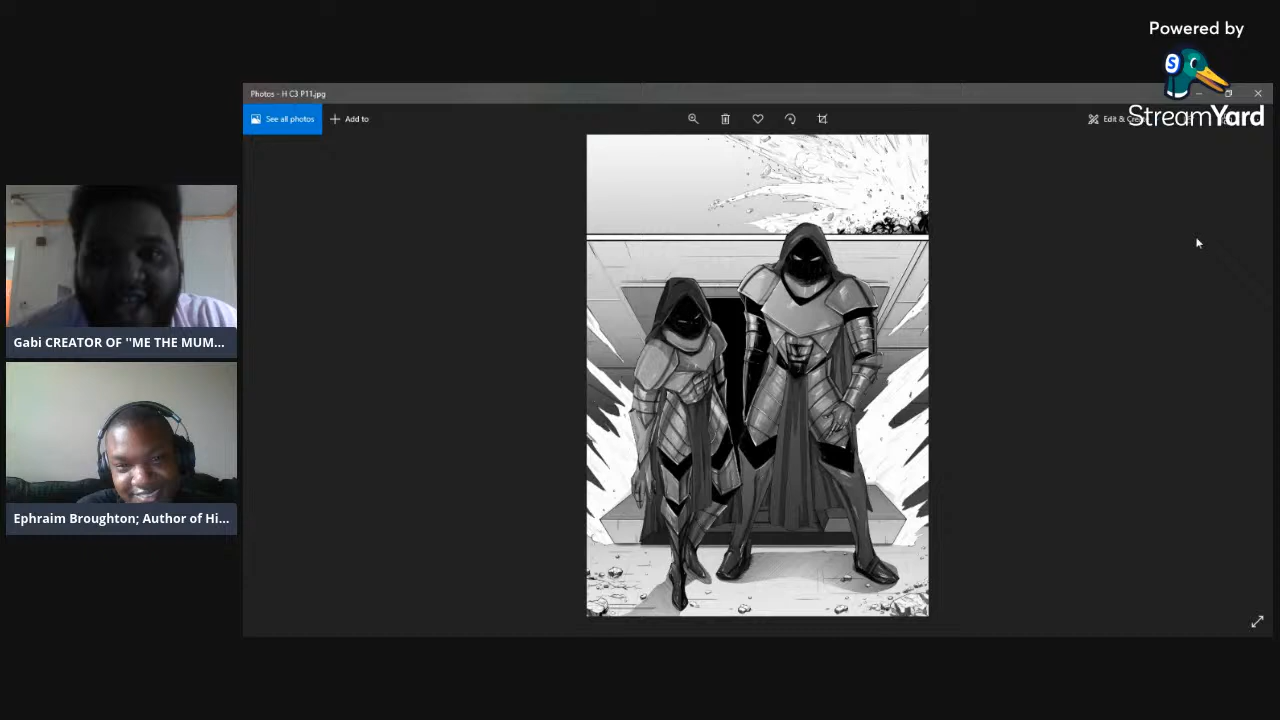 Powered by
S
StreamYard
Photos - H C3 P11.jpg
See all photos
Add to
Edit & Cre
Gabi CREATOR OF "ME THE MUM...
Ephraim Broughton; Author of Hi...